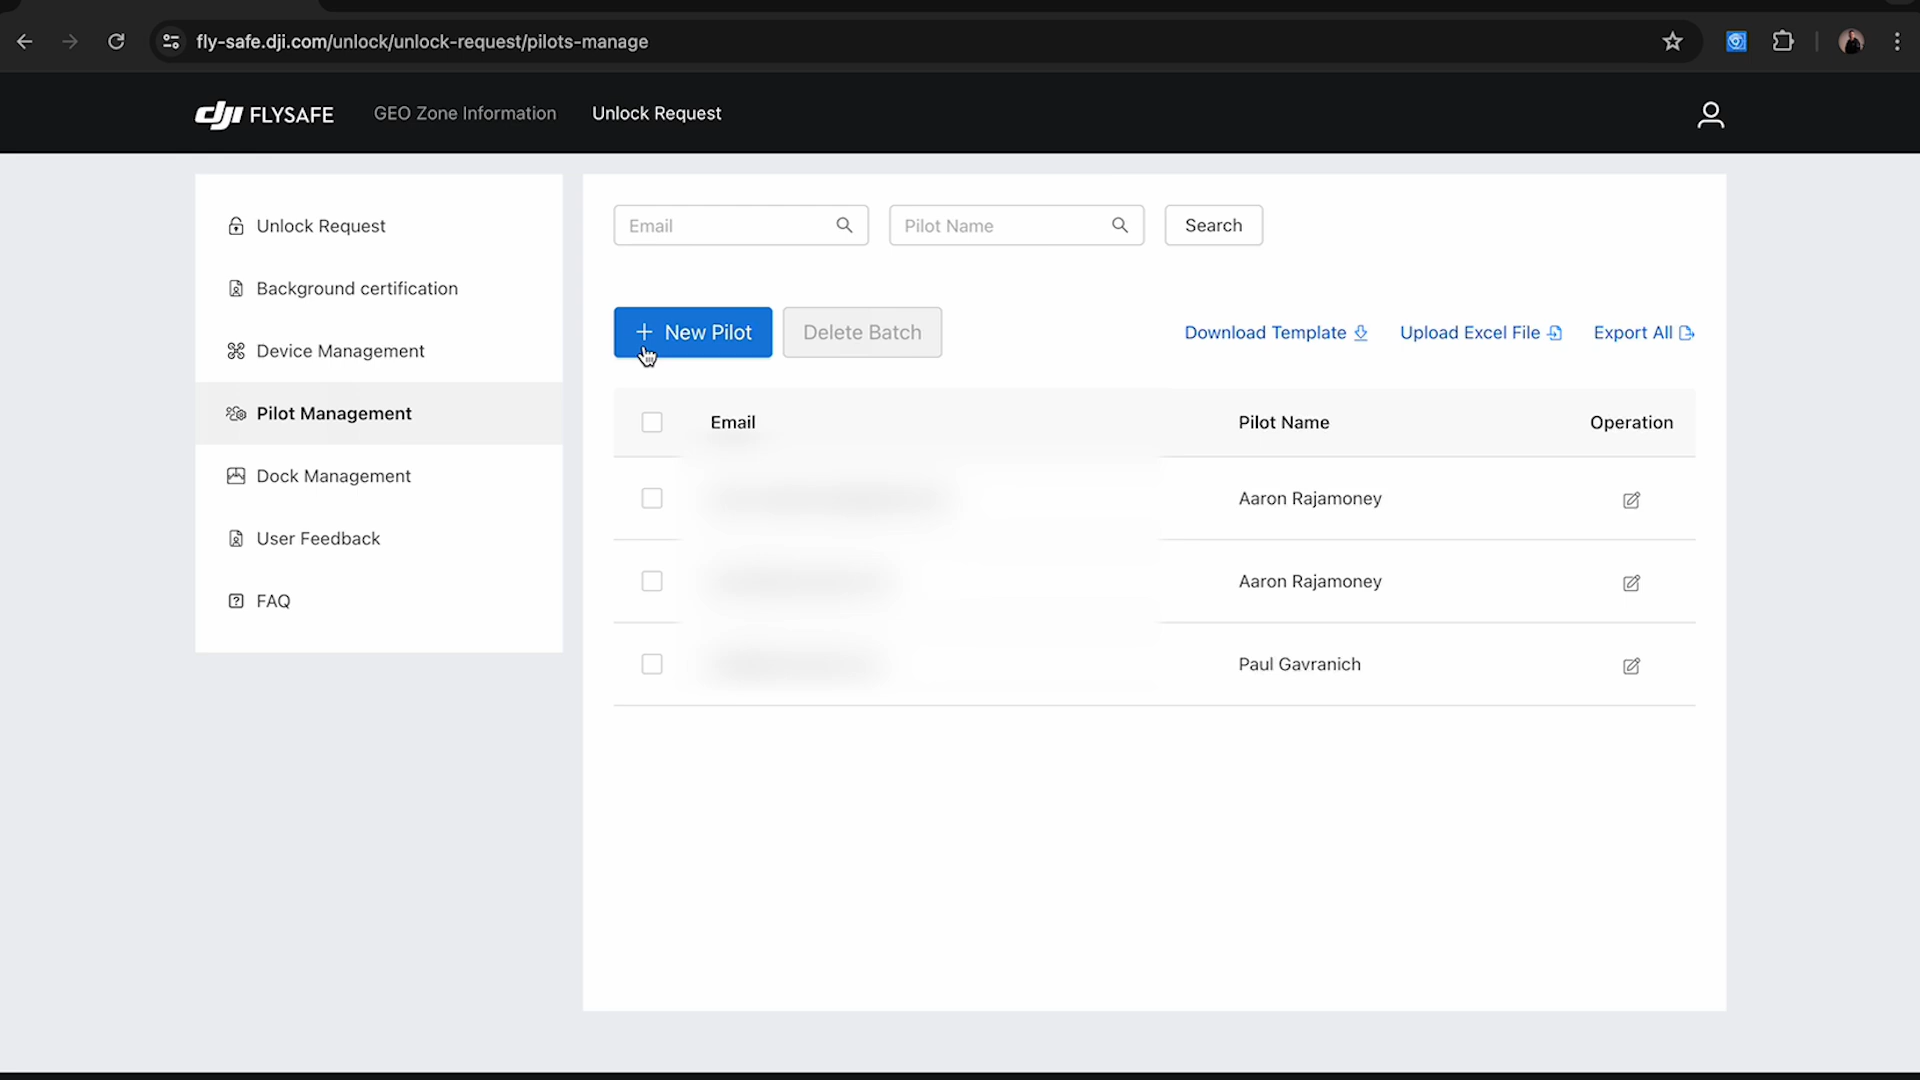 fly-safe.dji.com/unlock/unlock-request/pilots-manage
dji FLYSAFE GEO Zone Information Unlock Request
Unlock Request
Background certification
Device Management
Pilot Management
Dock Management
User Feedback
FAQ
Email Pilot Name Search
New Pilot Delete Batch Download Template Upload Excel File Export All
Email Pilot Name Operation
Aaron Rajamoney
Aaron Rajamoney
Paul Gavranich